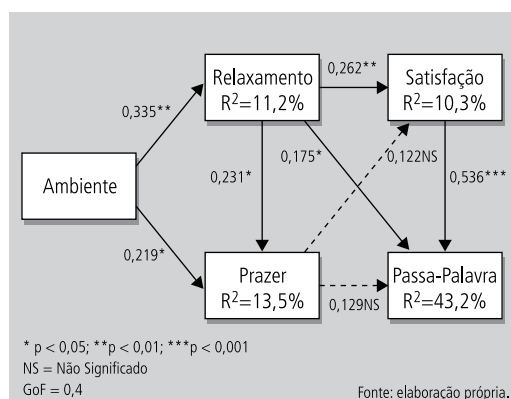 Relaxamento
R²=11,2%
0,262**
Satisfação
R²=10,3%
0,335**
0,122NS
0,231*
0,175*
0,536***
Ambiente
0,219*
Prazer
R²=13,5%
Passa-Palavra
R²=43,2%
0,129NS
* p < 0,05; **p < 0,01; ***p < 0,001
NS = Não Significado
GoF = 0,4
Fonte: elaboração própria.